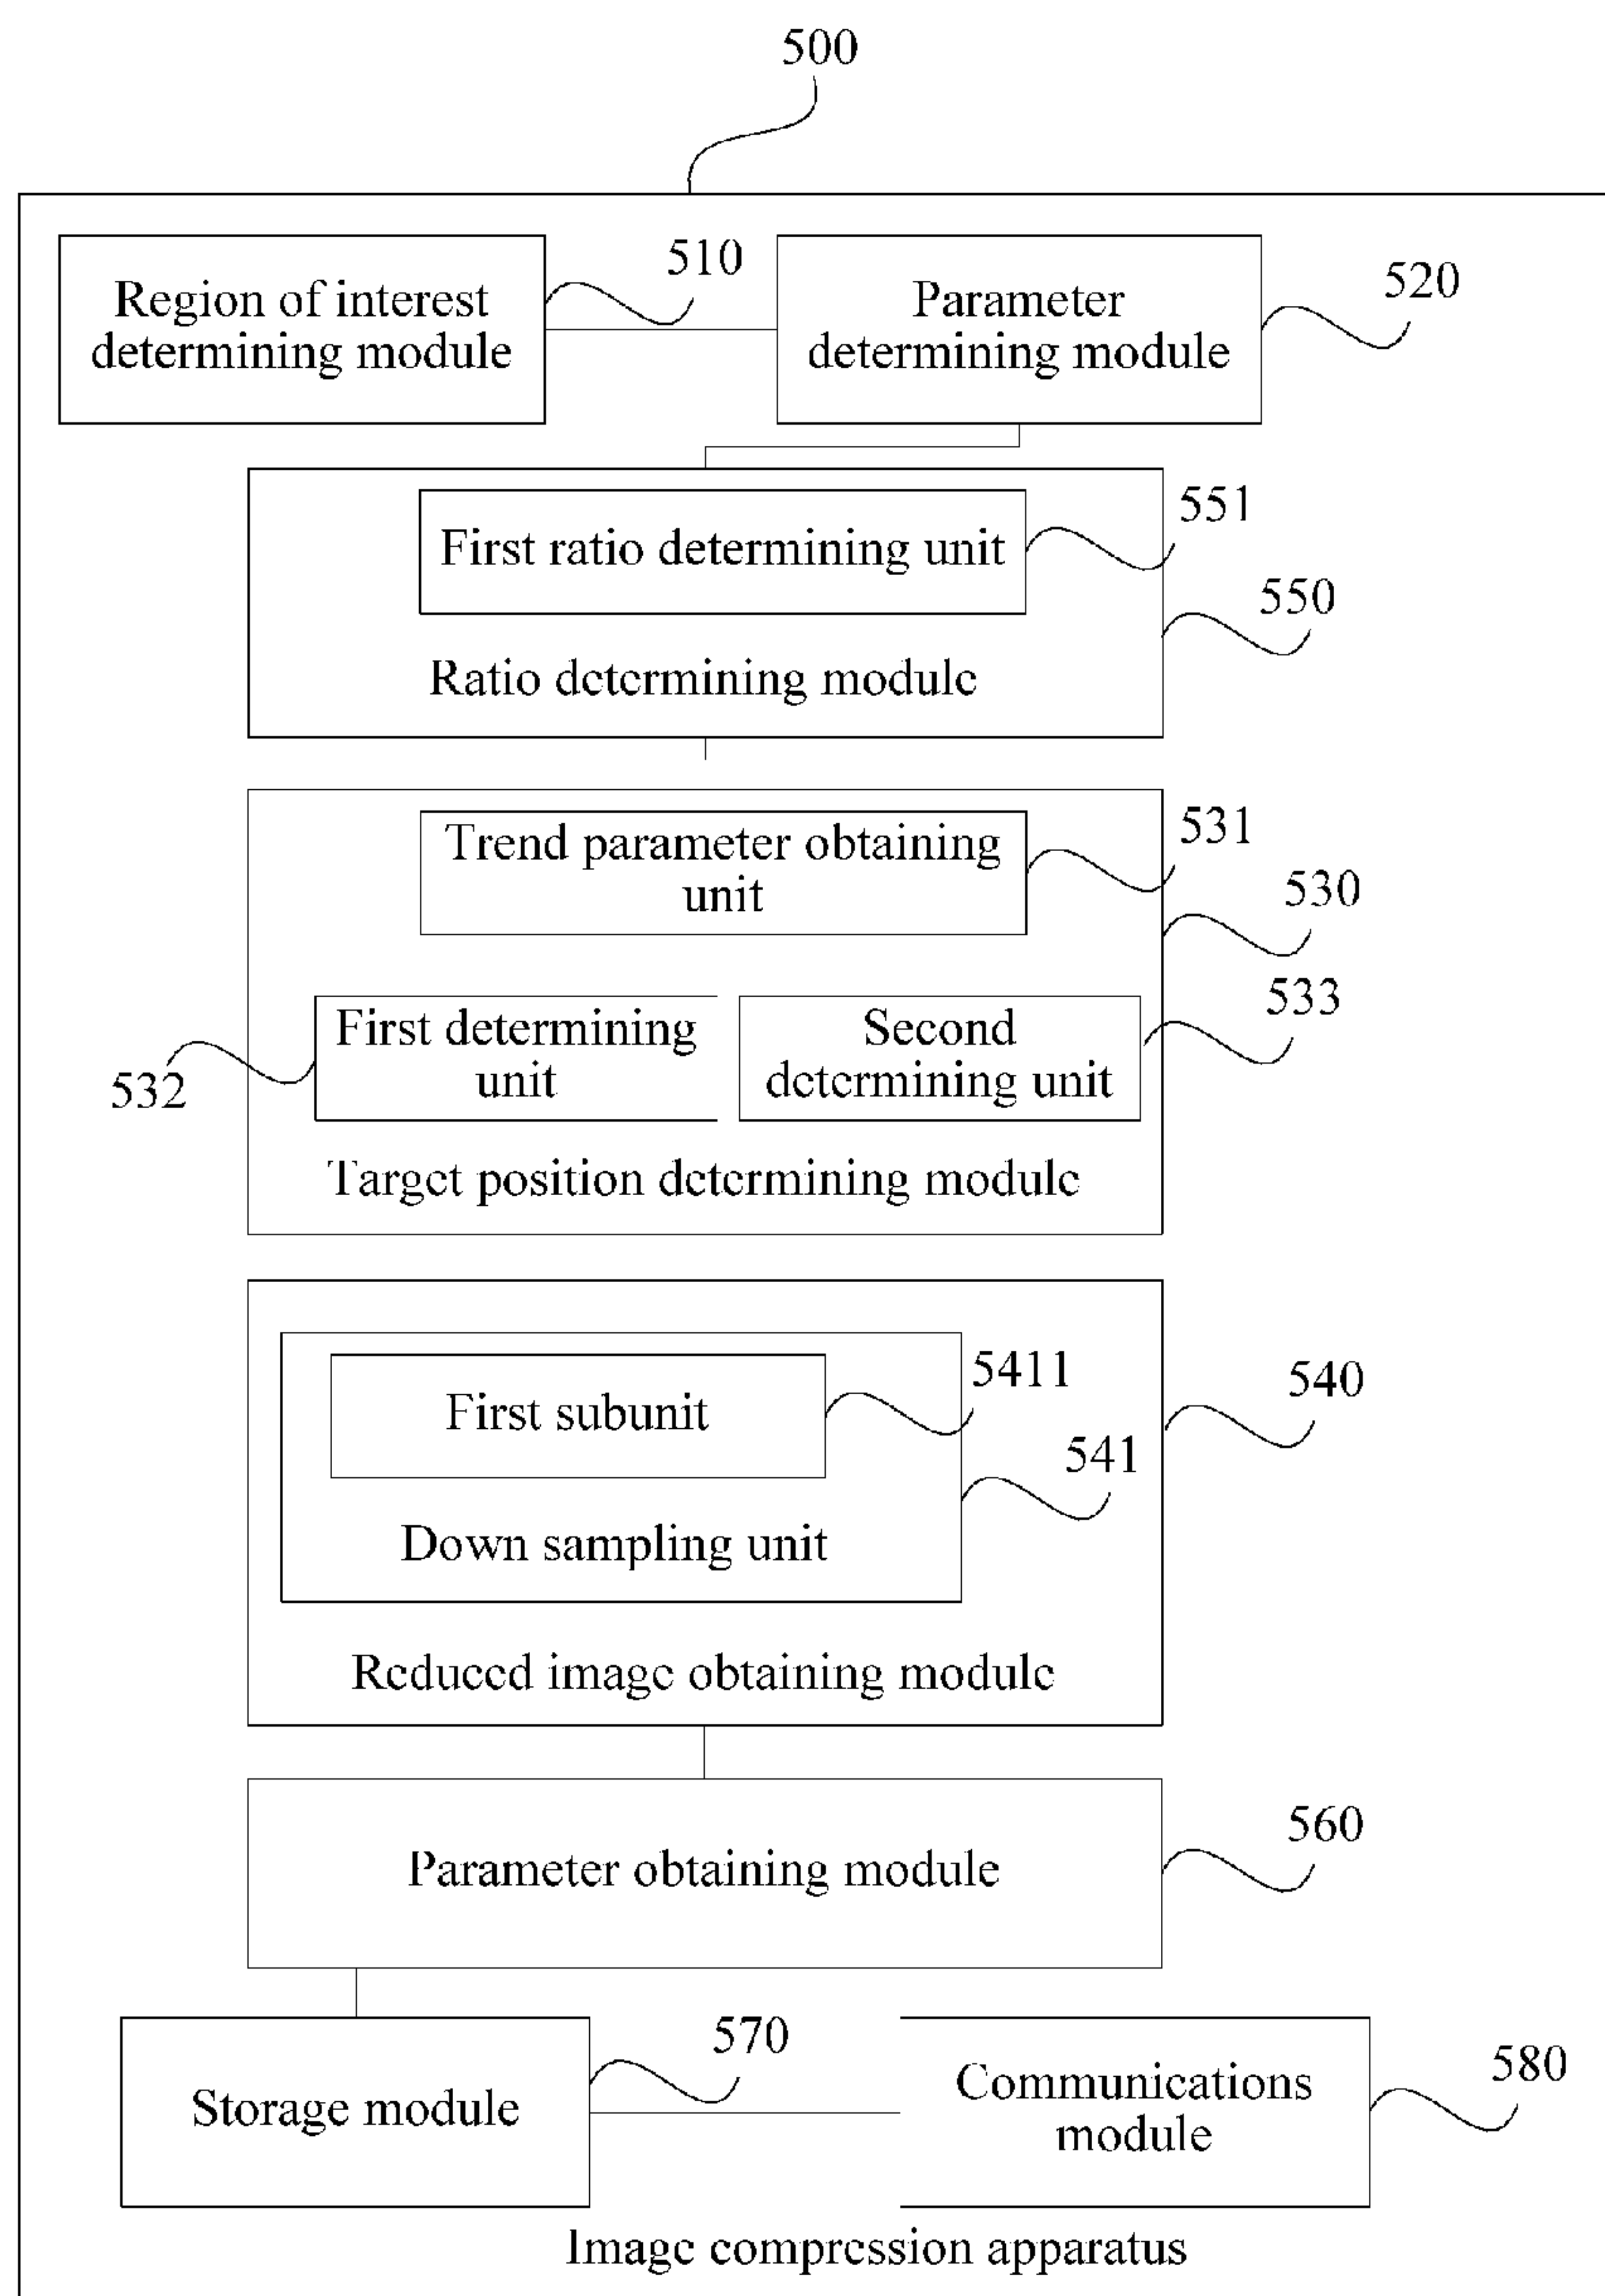 500
Region of interest
determining module
510
Parameter
determining module
520
First ratio determining unit
551
550
Ratio determining module
Trend parameter obtaining
unit
531
530
First determining
unit
532
Second
determining unit
533
Target position determining module
First subunit
5411
541
540
Down sampling unit
Reduced image obtaining module
Parameter obtaining module
560
Storage module
570
Communications
module
580
Image compression apparatus